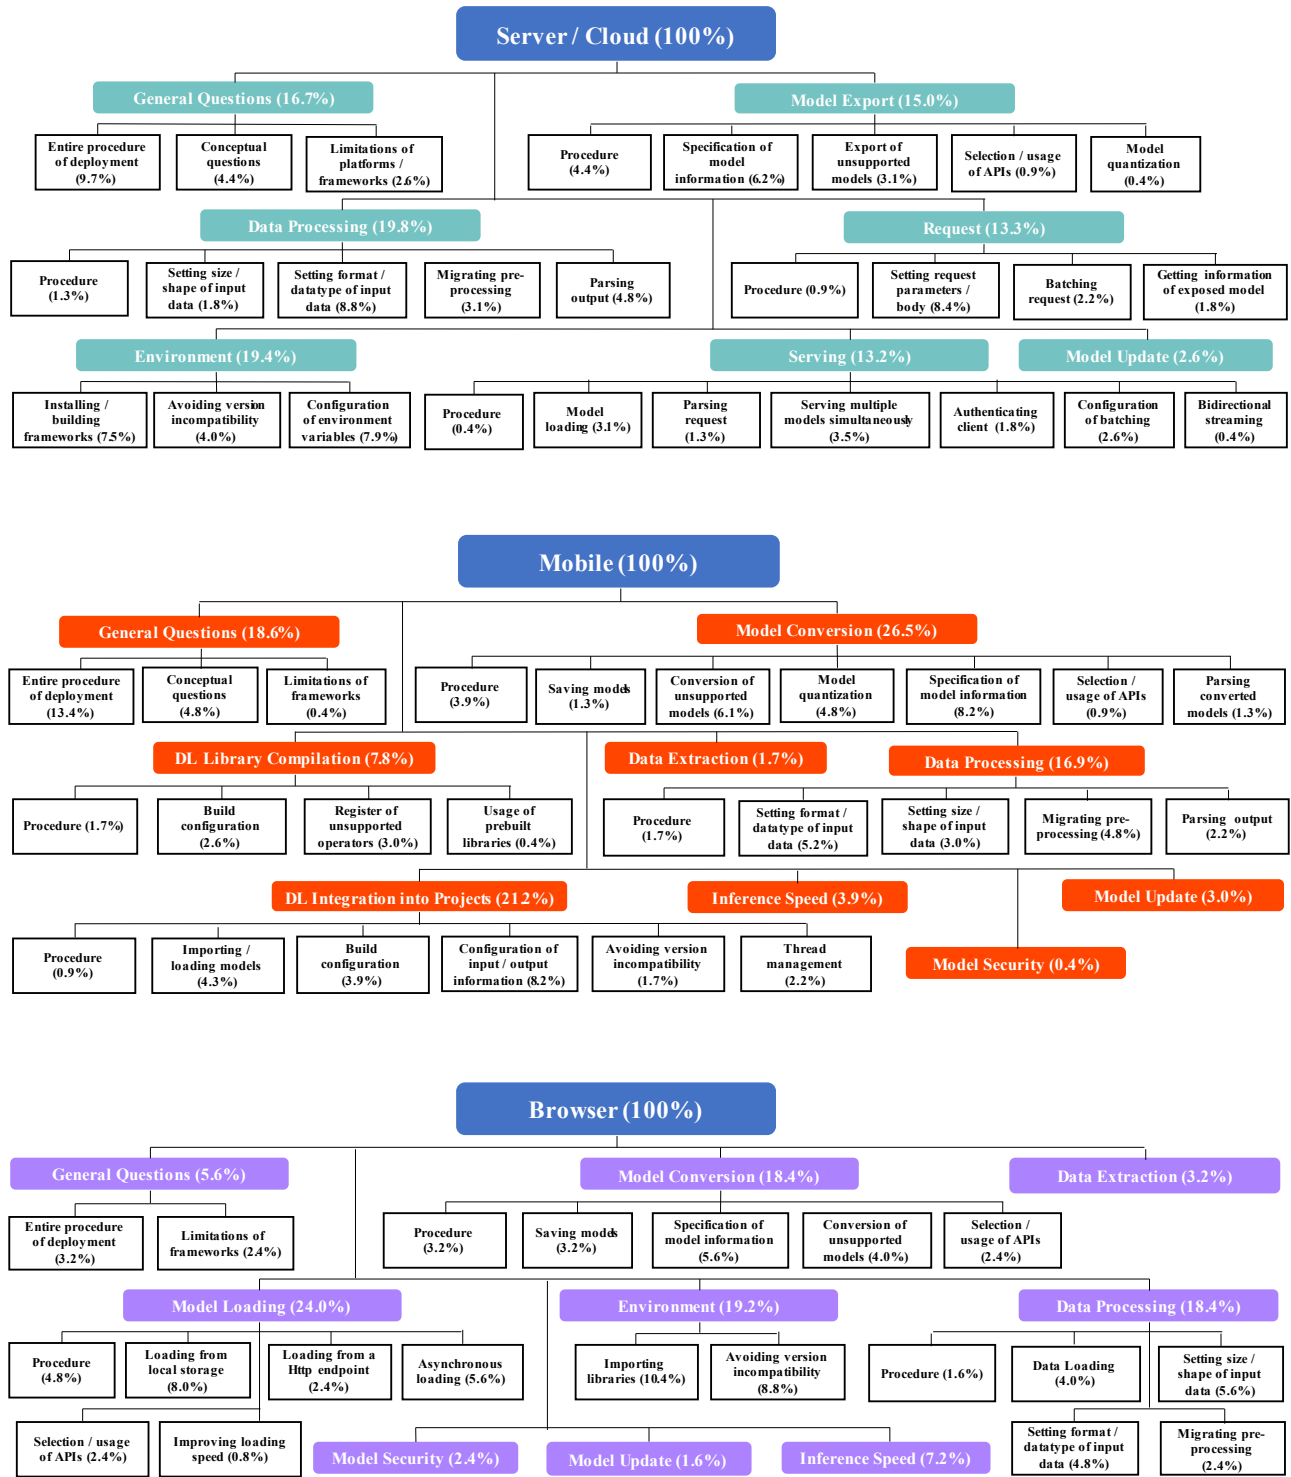 Server / Cloud (100%)
General Questions (16.7%)
Model Export (15.0%)
Entire procedure
of deployment
(9.7%)
Conceptual
questions
(4.4%)
Limitations of
platforms /
frameworks (2.6%)
Procedure
(4.4%)
Specification of
model
information (6.2%)
Export of
unsupported
models (3.1%)
Selection / usage
of APIs (0.9%)
Model
quantization
(0.4%)
Data Processing (19.8%)
Request (13.3%)
Procedure
(1.3%)
Setting size /
shape of input
data (1.8%)
Setting format /
datatype of input
data (8.8%)
Migrating pre-
processing
(3.1%)
Parsing
output (4.8%)
Procedure (0.9%)
Setting request
parameters /
body (8.4%)
Batching
request (2.2%)
Getting information
of exposed model
(1.8%)
Environment (19.4%)
Serving (13.2%)
Model Update (2.6%)
Installing /
building
frameworks (7.5%)
Avoiding version
incompatibility
(4.0%)
Configuration
of environment
variables (7.9%)
Procedure
(0.4%)
Model
loading (3.1%)
Parsing
request
(1.3%)
Serving multiple
models simultaneously
(3.5%)
Authenticating
client (1.8%)
Configuration
of batching
(2.6%)
Bidirectional
streaming
(0.4%)
Mobile (100%)
General Questions (18.6%)
Model Conversion (26.5%)
Entire procedure
of deployment
(13.4%)
Conceptual
questions
(4.8%)
Limitations of
frameworks
(0.4%)
Procedure
(3.9%)
Saving models
(1.3%)
Conversion of
unsupported
models (6.1%)
Model
quantization
(4.8%)
Specification of
model information
(8.2%)
Selection /
usage of APIs
(0.9%)
Parsing
converted
models (1.3%)
DL Library Compilation (7.8%)
Data Extraction (1.7%)
Data Processing (16.9%)
Procedure (1.7%)
Build
configuration
(2.6%)
Register of
unsupported
operators (3.0%)
Usage of
prebuilt
libraries (0.4%)
Procedure
(1.7%)
Setting format /
datatype of input
data (5.2%)
Setting size /
shape of input
data (3.0%)
Migrating pre-
processing (4.8%)
Parsing output
(2.2%)
DL Integration into Projects (21.2%)
Inference Speed (3.9%)
Model Update (3.0%)
Procedure
(0.9%)
Importing /
loading models
(4.3%)
Build
configuration
(3.9%)
Configuration of
input / output
information (8.2%)
Avoiding version
incompatibility
(1.7%)
Thread
management
(2.2%)
Model Security (0.4%)
Browser (100%)
General Questions (5.6%)
Model Conversion (18.4%)
Data Extraction (3.2%)
Entire procedure
of deployment
(3.2%)
Limitations of
frameworks (2.4%)
Procedure
(3.2%)
Saving models
(3.2%)
Specification of
model information
(5.6%)
Conversion of
unsupported
models (4.0%)
Selection /
usage of APIs
(2.4%)
Model Loading (24.0%)
Environment (19.2%)
Data Processing (18.4%)
Procedure
(4.8%)
Loading from
local storage
(8.0%)
Loading from a
Http endpoint
(2.4%)
Asynchronous
loading (5.6%)
Importing
libraries (10.4%)
Avoiding version
incompatibility
(8.8%)
Procedure (1.6%)
Data Loading
(4.0%)
Setting size /
shape of input
data (5.6%)
Selection / usage
of APIs (2.4%)
Improving loading
speed (0.8%)
Model Security (2.4%)
Model Update (1.6%)
Inference Speed (7.2%)
Setting format /
datatype of input
data (4.8%)
Migrating pre-
processing
(2.4%)